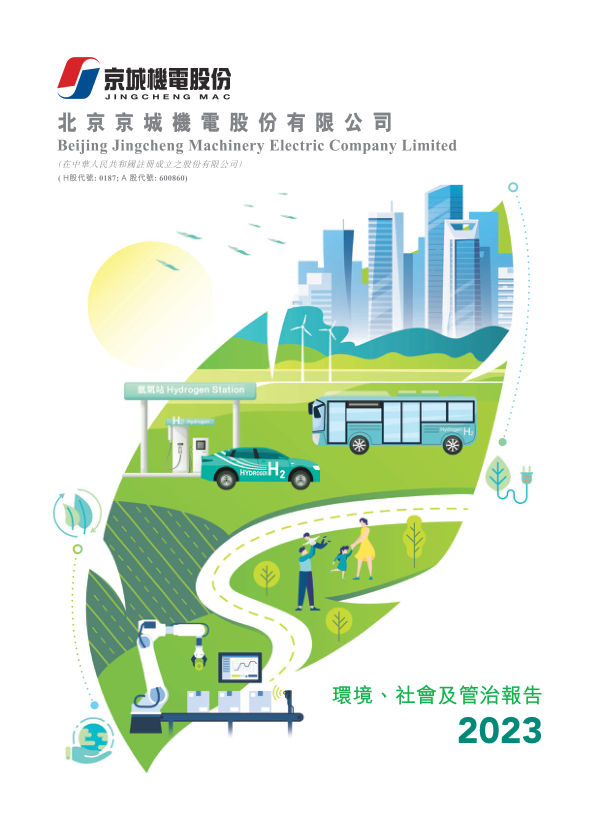 京城機電股份
JINGCHENG MAC
北京京城機電股份有限公司
Beijing Jingcheng Machinery Electric Company Limited
(在中華人民共和國註冊成立之股份有限公司)
( H股代號: 0187; A 股代號: 600860)
氫氣站 Hydrogen Station
H2 Hydrogen
Hydrogen H2
HYDROGEN H2
環境、社會及管治報告
2023